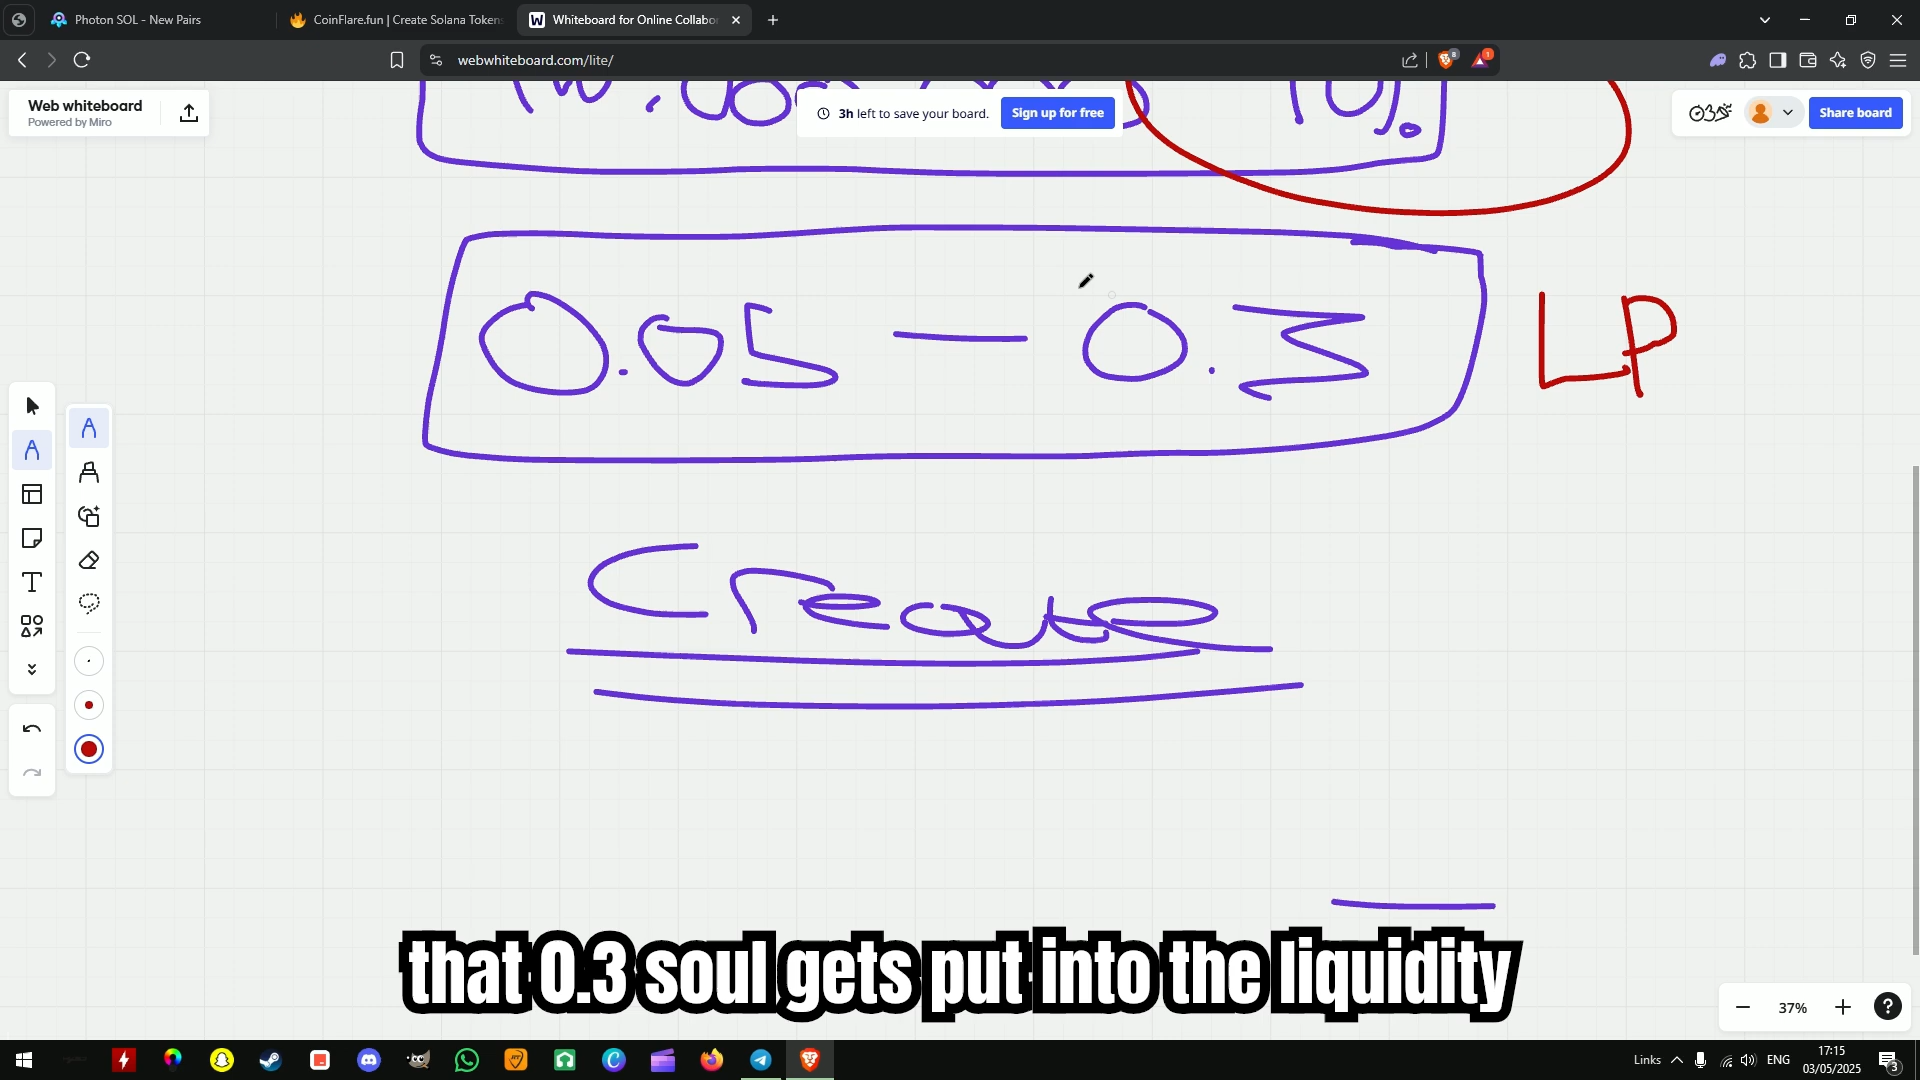 Photon SOL - New Pairs
CoinFlare.fun | Create Solana Tokens
Whiteboard for Online Collabor
webwhiteboard.com/lite/
Web whiteboard
Powered by Miro
3h left to save your board.
Sign up for free
Share board
0.05 — 0.3
LP
Create
that 0.3 soul gets put into the liquidity
37%
Links
ENG
17:15
03/05/2025
3